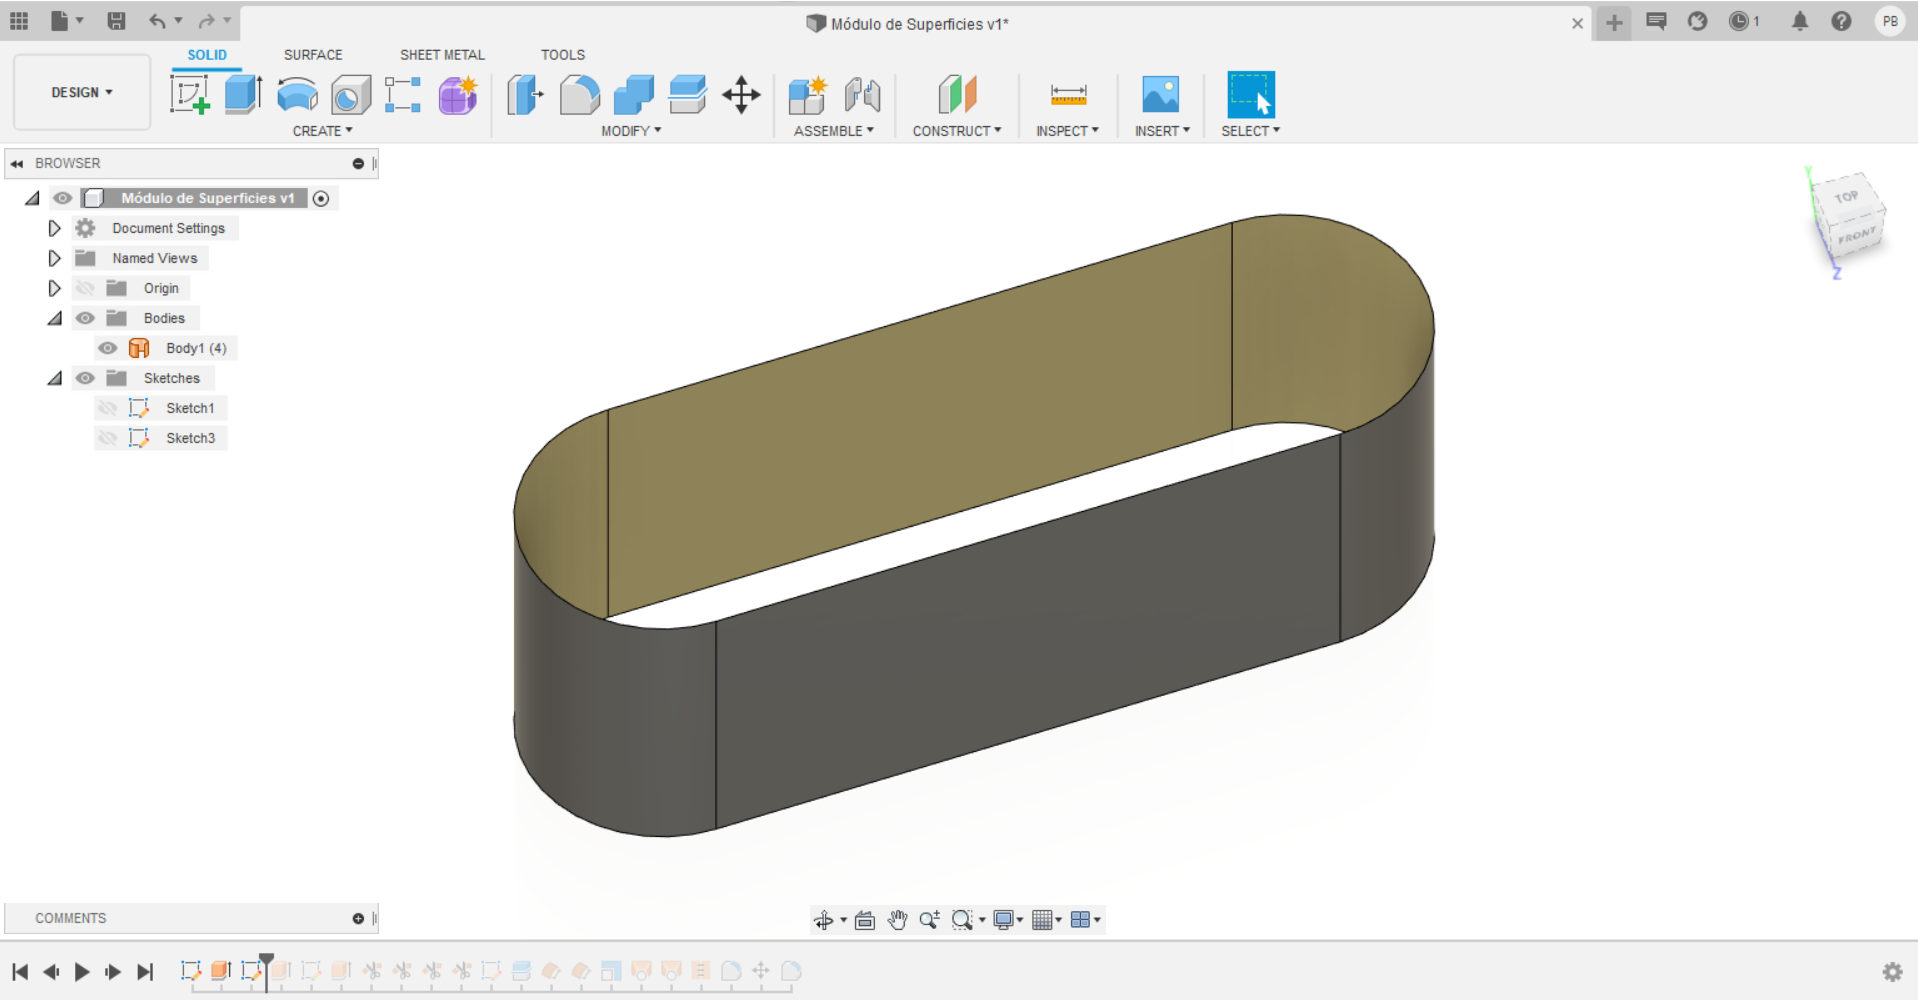 Módulo de Superficies v1*
1
PB
DESIGN
SOLID
SURFACE
SHEET METAL
TOOLS
CREATE
MODIFY
ASSEMBLE
CONSTRUCT
INSPECT
INSERT
SELECT
BROWSER
Módulo de Superficies v1
Document Settings
Named Views
Origin
Bodies
Body1 (4)
Sketches
Sketch1
Sketch3
Y
TOP
FRONT
Z
COMMENTS